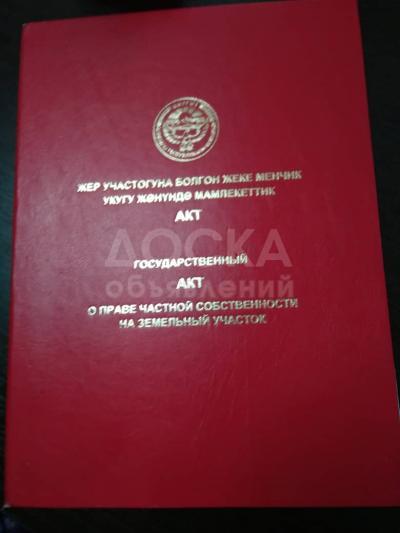 ЖЕР УЧАСТОГУНА БОЛГОН ЖЕКЕ МЕНЧИК
УКУГУ ЖӨНҮНДӨ МАМЛЕКЕТТИК
АКТ
ДОСКА
объявлений
ГОСУДАРСТВЕННЫЙ
АКТ
О ПРАВЕ ЧАСТНОЙ СОБСТВЕННОСТИ
НА ЗЕМЕЛЬНЫЙ УЧАСТОК